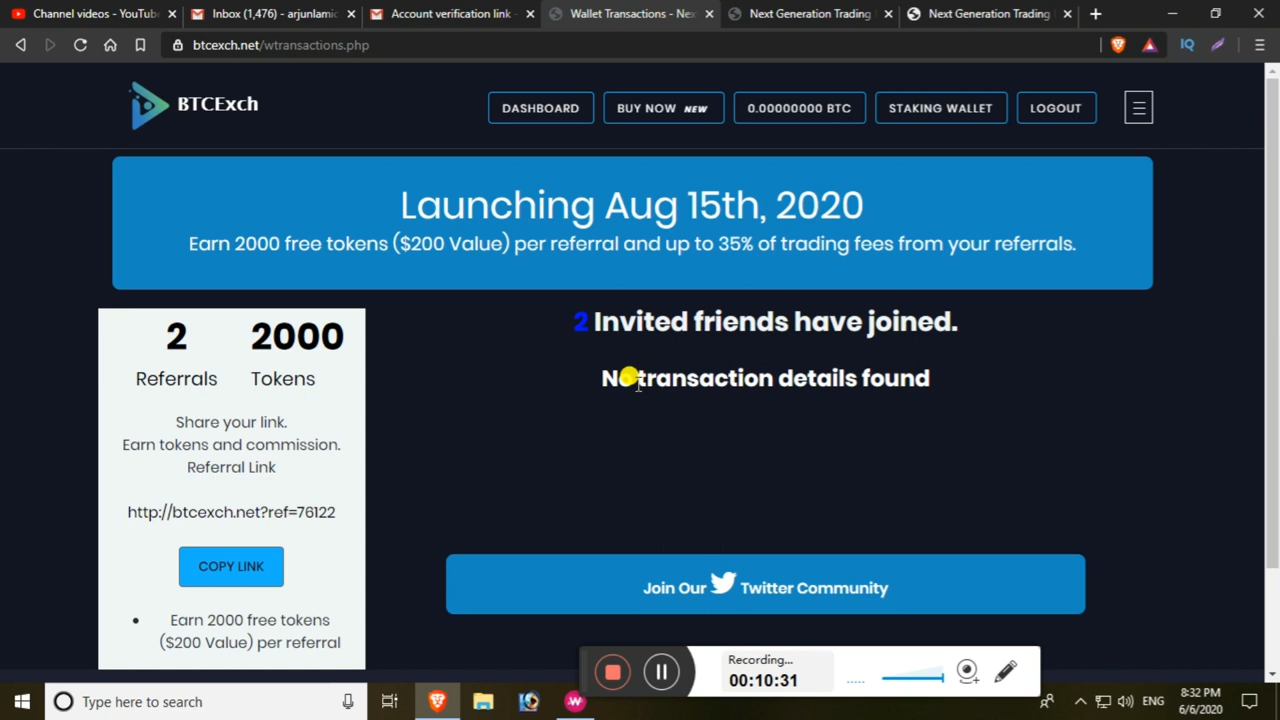 Channel videos - YouTub
Inbox (1,476) - arjunlamic
Account verification link -
Wallet Transactions - Nex
Next Generation Trading
Next Generation Trading
btcexch.net/wtransactions.php
IQ
BTCExch
DASHBOARD
BUY NOW NEW
0.00000000 BTC
STAKING WALLET
LOGOUT
Launching Aug 15th, 2020
Earn 2000 free tokens ($200 Value) per referral and up to 35% of trading fees from your referrals.
2 2000
Referrals Tokens
Share your link.
Earn tokens and commission.
Referral Link
http://btcexch.net?ref=76122
COPY LINK
• Earn 2000 free tokens
($200 Value) per referral
2 Invited friends have joined.
No transaction details found
Join Our Twitter Community
Recording...
00:10:31
Type here to search
ENG
8:32 PM
6/6/2020